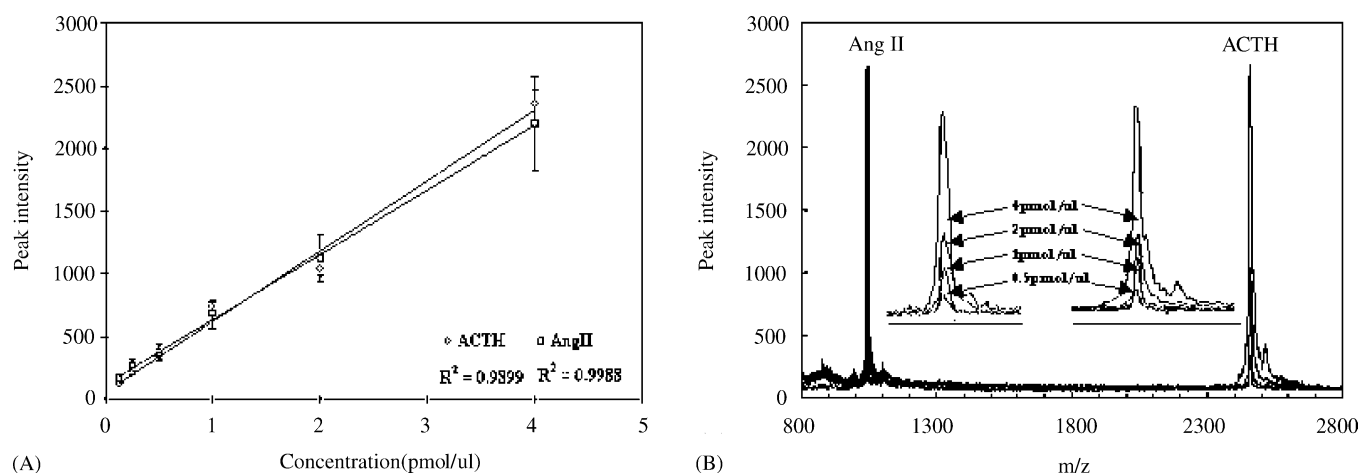 3000
2500
2000
1500
1000
500
0
Peak intensity
0 1 2 3 4 5
Concentration(pmol/ul)
ACTH AngII
R² = 0.9899 R² = 0.9988
(A)
3000
2500
2000
1500
1000
500
0
Peak intensity
Ang II ACTH
4pmol/ul
2pmol/ul
1pmol/ul
0.5pmol/ul
800 1300 1800 2300 2800
m/z
(B)